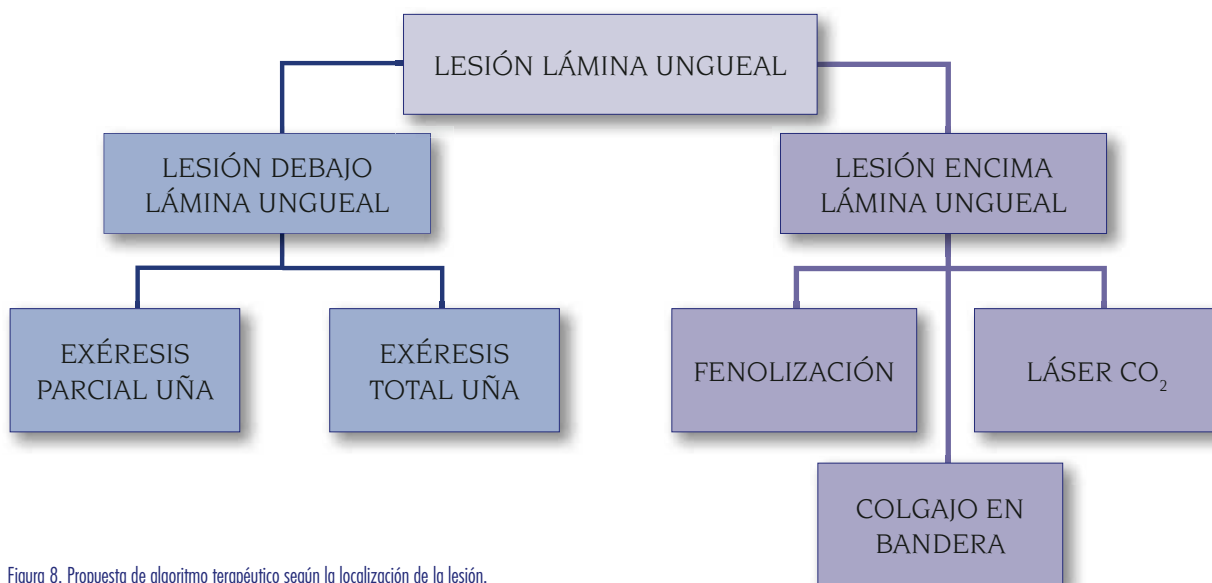 LESIÓN LÁMINA UNGUEAL
LESIÓN DEBAJO
LÁMINA UNGUEAL
LESIÓN ENCIMA
LÁMINA UNGUEAL
EXÉRESIS
PARCIAL UÑA
EXÉRESIS
TOTAL UÑA
FENOLIZACIÓN
LÁSER CO₂
COLGAJO EN
BANDERA
Figura 8. Propuesta de algoritmo terapéutico según la localización de la lesión.